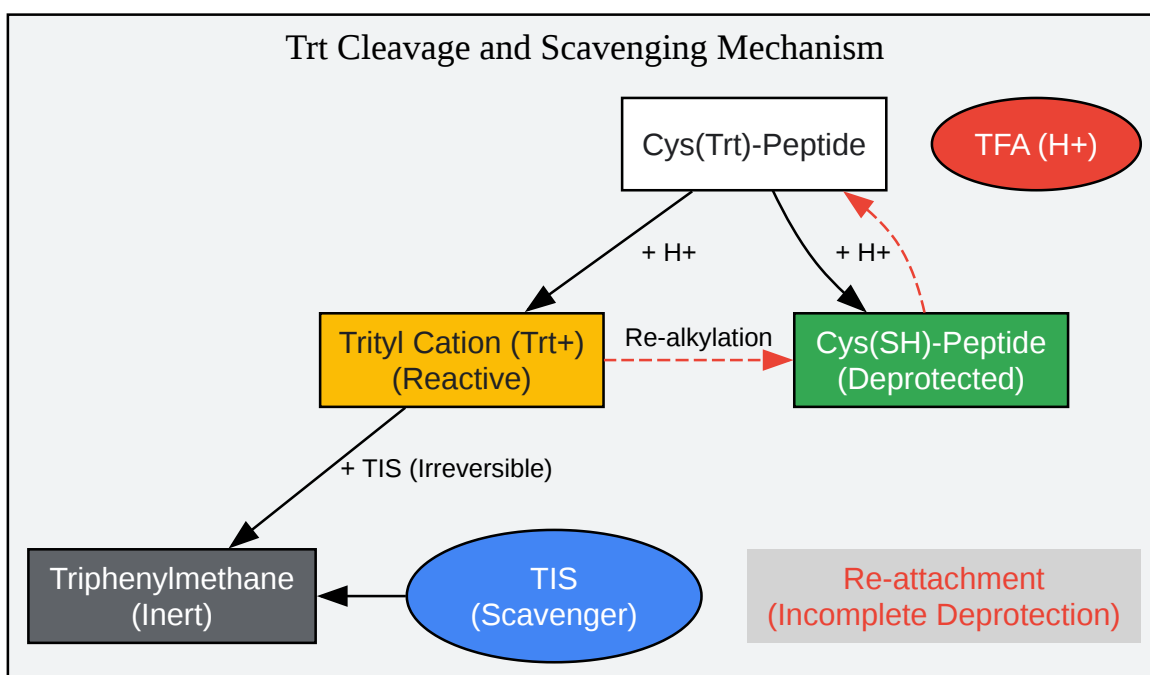 Trt Cleavage and Scavenging Mechanism
Cys(Trt)-Peptide
TFA (H+)
+ H+
+ H+
Trityl Cation (Trt+)
(Reactive)
Re-alkylation
Cys(SH)-Peptide
(Deprotected)
+ TIS (Irreversible)
Triphenylmethane
(Inert)
TIS
(Scavenger)
Re-attachment
(Incomplete Deprotection)